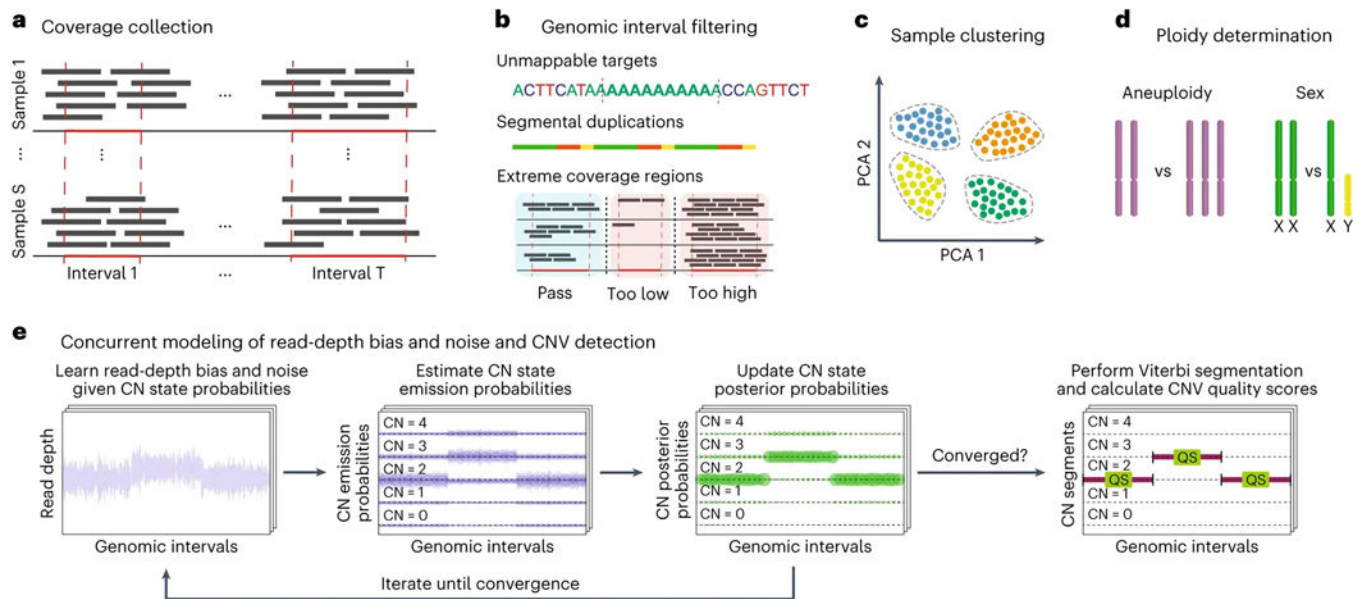 a Coverage collection
Sample 1
...
...
Sample S
...
...
...
Interval 1 ... Interval T
b Genomic interval filtering
Unmappable targets
ACTTCATAAAAAAAAAAAAACCAGTTCT
Segmental duplications
Extreme coverage regions
Pass Too low Too high
c Sample clustering
PCA 2
PCA 1
d Ploidy determination
Aneuploidy Sex
vs vs
X X X Y
e Concurrent modeling of read-depth bias and noise and CNV detection
Learn read-depth bias and noise
given CN state probabilities
Read depth
Genomic intervals
Estimate CN state
emission probabilities
CN emission
probabilities
CN = 4
CN = 3
CN = 2
CN = 1
CN = 0
Genomic intervals
Update CN state
posterior probabilities
CN posterior
probabilities
CN = 4
CN = 3
CN = 2
CN = 1
CN = 0
Genomic intervals
Converged?
Perform Viterbi segmentation
and calculate CNV quality scores
CN segments
CN = 4
CN = 3
CN = 2
CN = 1
CN = 0
QS
QS QS
Genomic intervals
Iterate until convergence